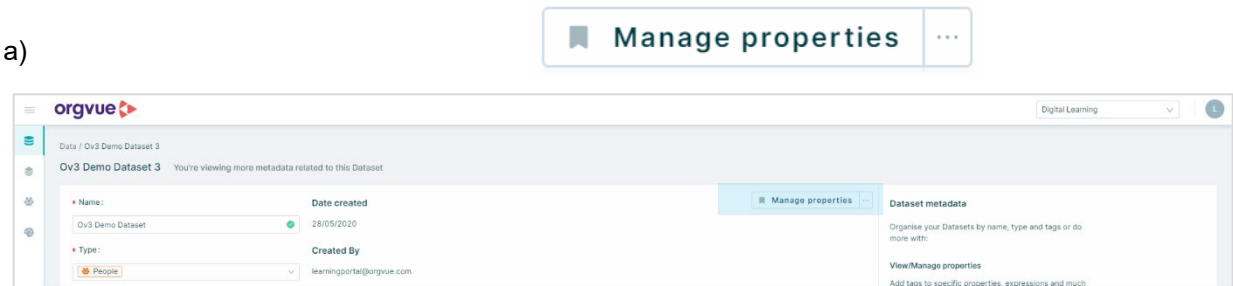 Manage properties ...
a)
orgvue
Digital Learning
L
Data / Ov3 Demo Dataset 3
Ov3 Demo Dataset 3 You're viewing more metadata related to this Dataset
* Name:
Date created
Manage properties ...
Dataset metadata
Ov3 Demo Dataset
28/05/2020
Organise your Datasets by name, type and tags or do
more with:
* Type:
Created By
People
learningportal@orgvue.com
View/Manage properties
Add tags to specific properties, expressions and much